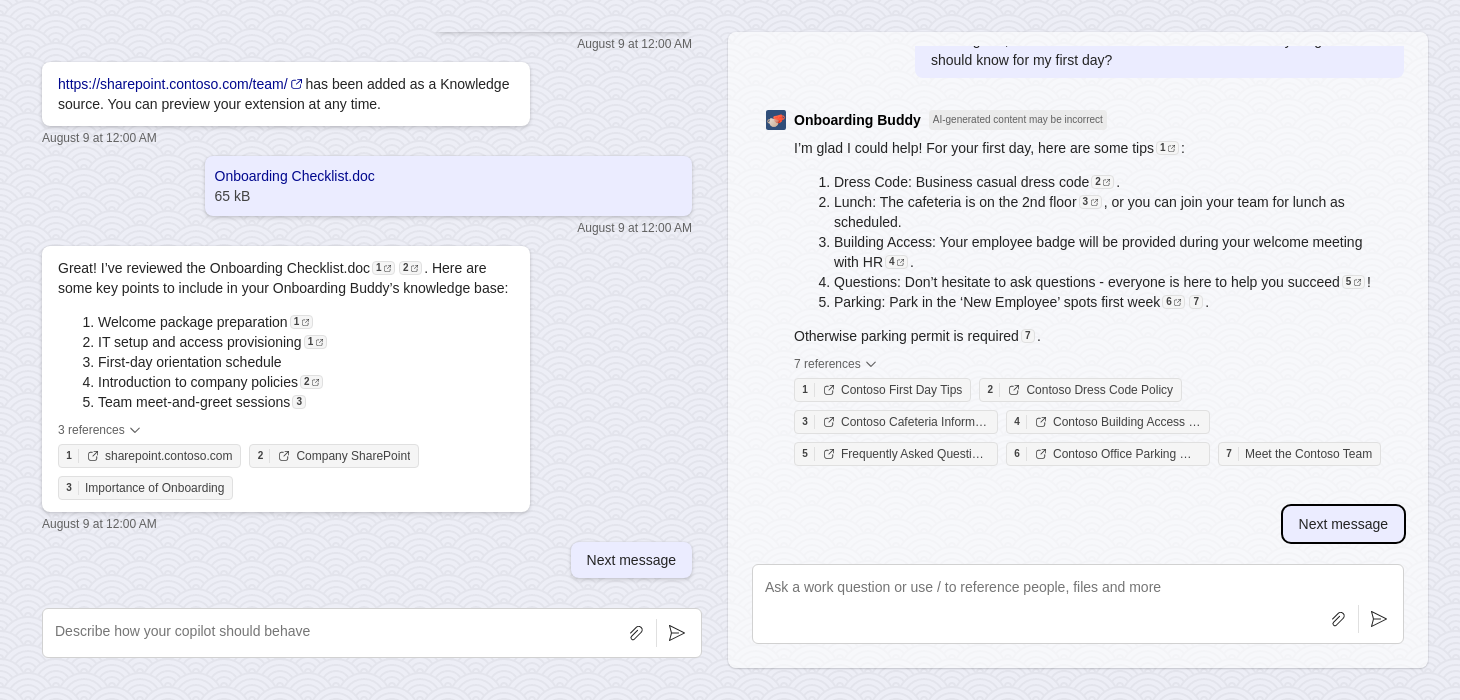 August 9 at 12:00 AM
https://sharepoint.contoso.com/team/ has been added as a Knowledge
source. You can preview your extension at any time.
August 9 at 12:00 AM
Onboarding Checklist.doc
65 kB
August 9 at 12:00 AM
Great! I’ve reviewed the Onboarding Checklist.doc 1 2 . Here are
some key points to include in your Onboarding Buddy’s knowledge base:
1. Welcome package preparation 1
2. IT setup and access provisioning 1
3. First-day orientation schedule
4. Introduction to company policies 2
5. Team meet-and-greet sessions 3
3 references
1 sharepoint.contoso.com 2 Company SharePoint
3 Importance of Onboarding
August 9 at 12:00 AM
Next message
Describe how your copilot should behave
should know for my first day?
Onboarding Buddy AI-generated content may be incorrect
I’m glad I could help! For your first day, here are some tips 1 :
1. Dress Code: Business casual dress code 2 .
2. Lunch: The cafeteria is on the 2nd floor 3 , or you can join your team for lunch as
scheduled.
3. Building Access: Your employee badge will be provided during your welcome meeting
with HR 4 .
4. Questions: Don’t hesitate to ask questions - everyone is here to help you succeed 5 !
5. Parking: Park in the ‘New Employee’ spots first week 6 7 .
Otherwise parking permit is required 7 .
7 references
1 Contoso First Day Tips 2 Contoso Dress Code Policy
3 Contoso Cafeteria Inform… 4 Contoso Building Access …
5 Frequently Asked Questi… 6 Contoso Office Parking … 7 Meet the Contoso Team
Next message
Ask a work question or use / to reference people, files and more